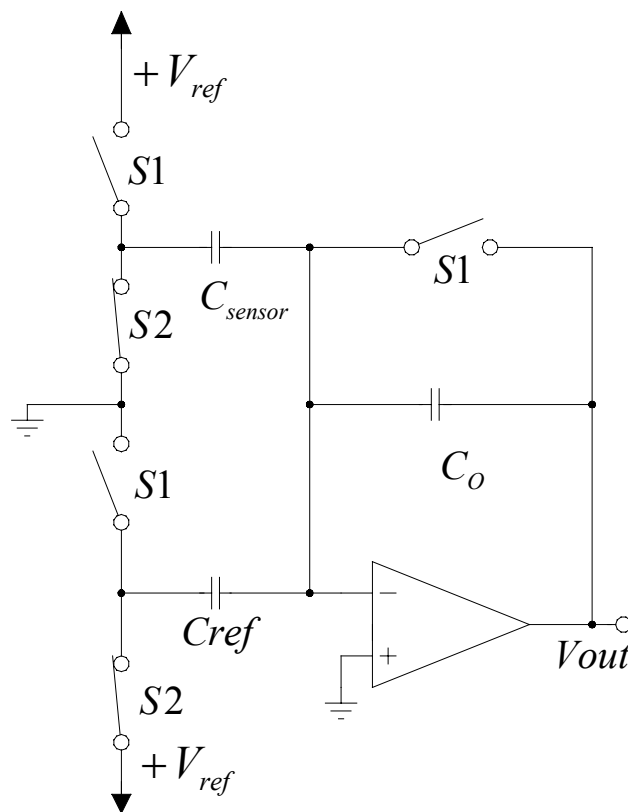 +V_ref
S1
S1
C_sensor
S2
S1
C_O
Cref
−
+
Vout
S2
+V_ref